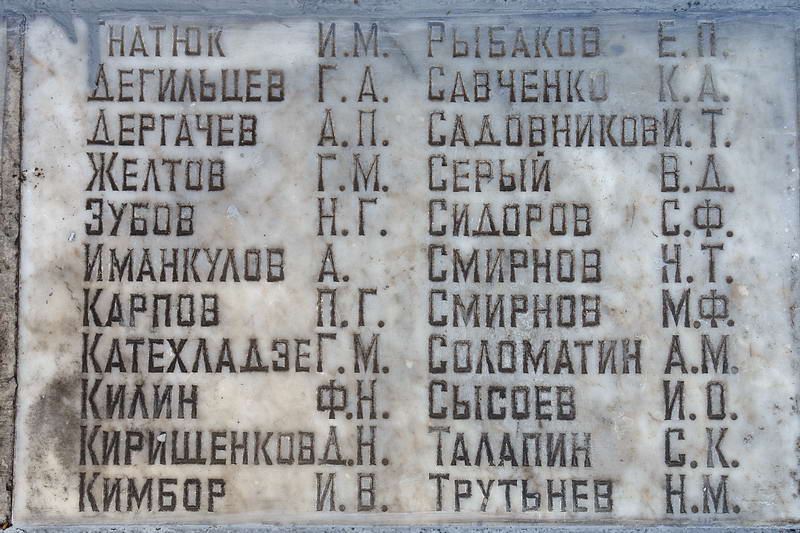 Гнатюк И.М. Рыбаков Е.П.
Дегильцев Г.А. Савченко К.А.
Дергачев А.П. Садовников И.Т.
Желтов Г.М. Серый В.Д.
Зубов Н.Г. Сидоров С.Ф.
Иманкулов А. Смирнов Н.Т.
Карпов П.Г. Смирнов М.Ф.
Катехладзе Г.М. Соломатин А.М.
Килин Ф.Н. Сысоев И.О.
Кирищенков Д.Н. Талапин С.К.
Кимбор И.В. Трутьнев Н.М.